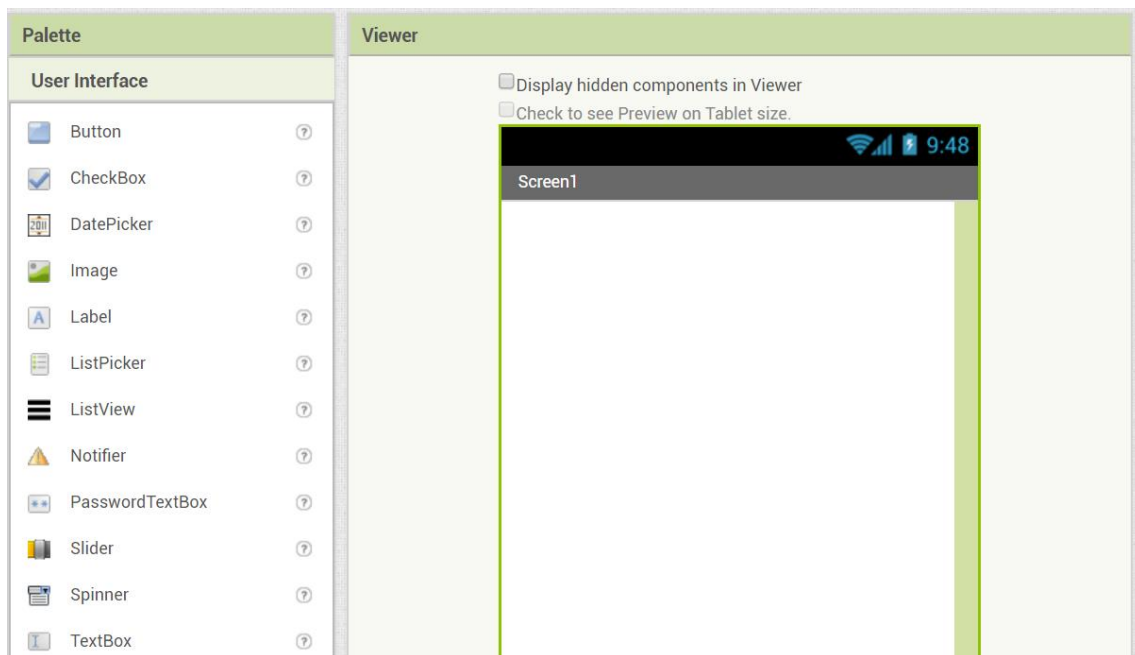 Palette
User Interface
Button ?
CheckBox ?
2011 DatePicker ?
Image ?
A Label ?
ListPicker ?
ListView ?
Notifier ?
** PasswordTextBox ?
Slider ?
Spinner ?
I TextBox ?
Viewer
Display hidden components in Viewer
Check to see Preview on Tablet size.
9:48
Screen1